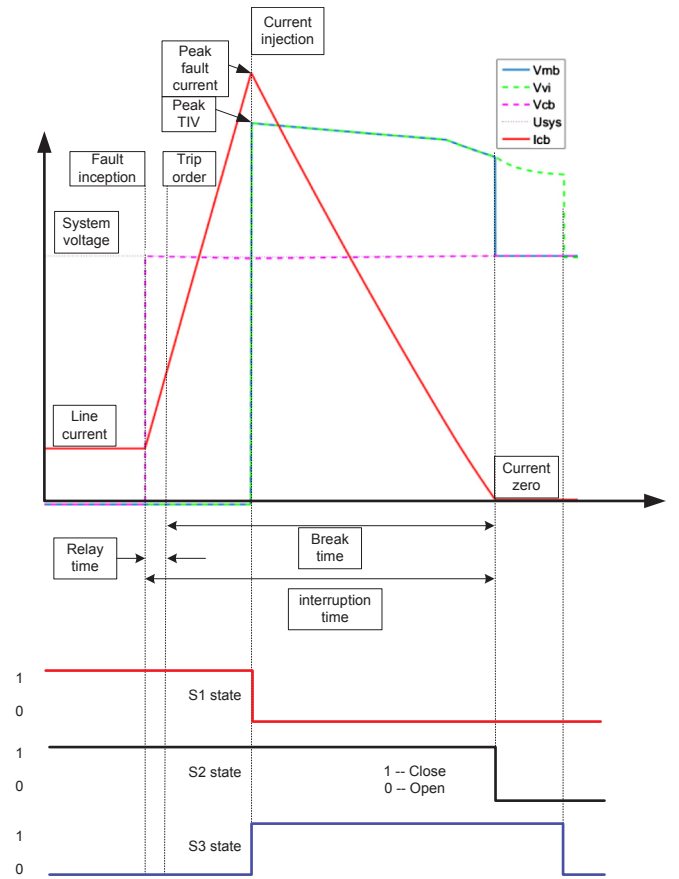 Current
injection
Peak
fault
current
Peak
TIV
Vmb
Vvi
Vcb
Usys
Icb
Fault
inception
Trip
order
System
voltage
Line
current
Current
zero
Relay
time
Break
time
interruption
time
1
S1 state
0
1
S2 state
1 -- Close
0
0 -- Open
1
S3 state
0